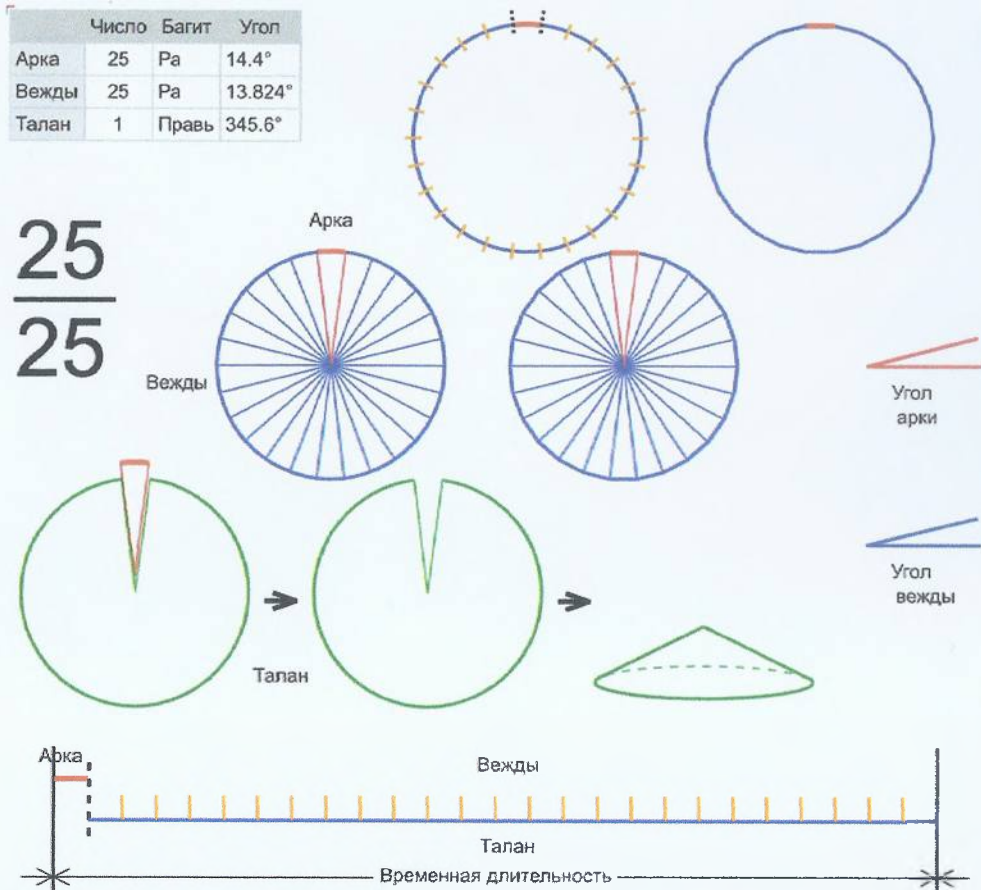 Число Багит Угол
Арка 25 Ра 14.4°
Вежды 25 Ра 13.824°
Талан 1 Правь 345.6°
25
25
Арка
Вежды
Угол
арки
Угол
вежды
Талан
Арка
Вежды
Талан
Временная длительность